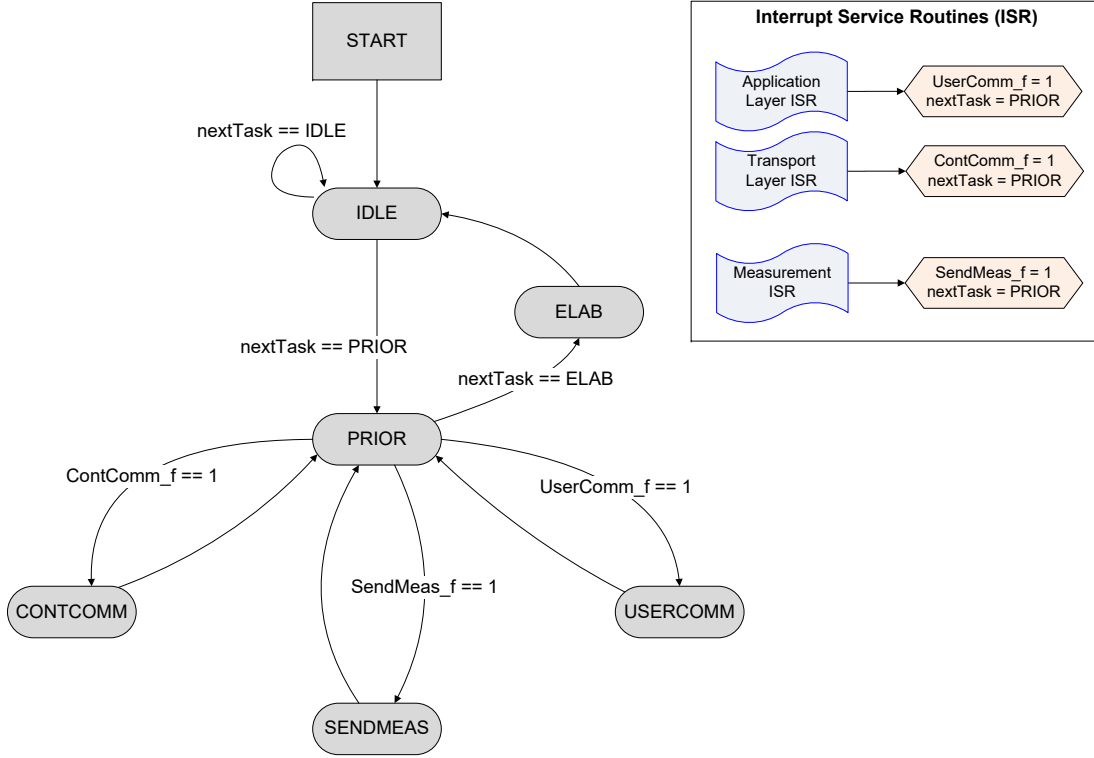 START
nextTask == IDLE
IDLE
ELAB
nextTask == PRIOR
nextTask == ELAB
PRIOR
ContComm_f == 1
UserComm_f == 1
SendMeas_f == 1
CONTCOMM
USERCOMM
SENDMEAS
Interrupt Service Routines (ISR)
Application
Layer ISR
UserComm_f = 1
nextTask = PRIOR
Transport
Layer ISR
ContComm_f = 1
nextTask = PRIOR
Measurement
ISR
SendMeas_f = 1
nextTask = PRIOR